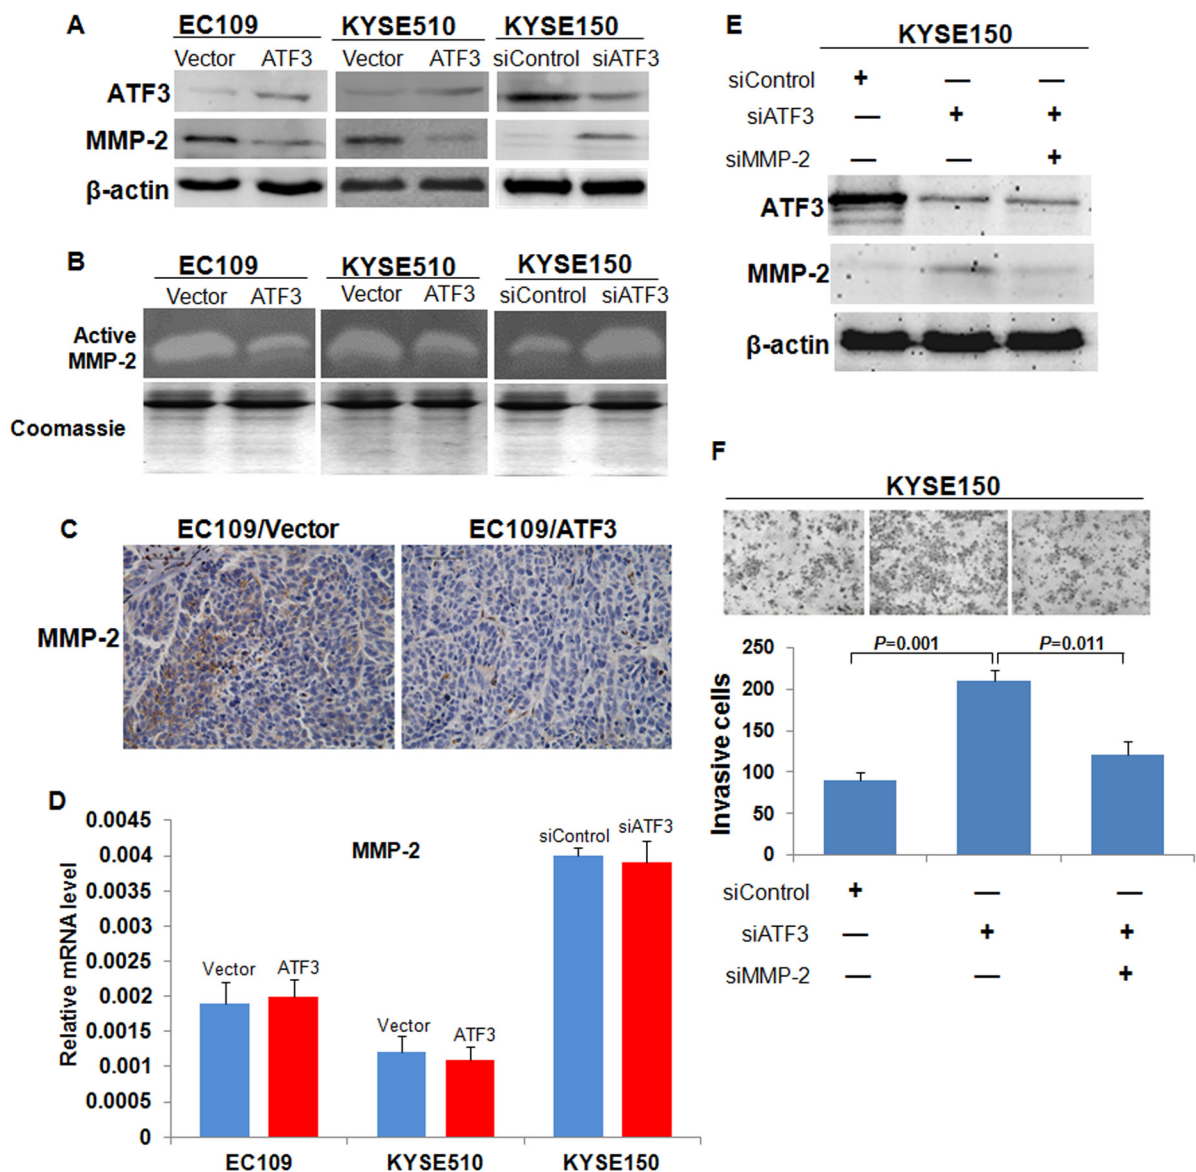 A
EC109 KYSE510 KYSE150
Vector ATF3 Vector ATF3 siControl siATF3
ATF3
MMP-2
β-actin
B
EC109 KYSE510 KYSE150
Vector ATF3 Vector ATF3 siControl siATF3
Active
MMP-2
Coomassie
C
EC109/Vector EC109/ATF3
MMP-2
D
MMP-2
Relative mRNA level
0.0045
0.004
0.0035
0.003
0.0025
0.002
0.0015
0.001
0.0005
0
Vector ATF3
Vector ATF3
siControl siATF3
EC109 KYSE510 KYSE150
E
KYSE150
siControl + — —
siATF3 — + +
siMMP-2 — — +
ATF3
MMP-2
β-actin
F
KYSE150
P=0.001 P=0.011
Invasive cells
250
200
150
100
50
0
siControl + — —
siATF3 — + +
siMMP-2 — — +